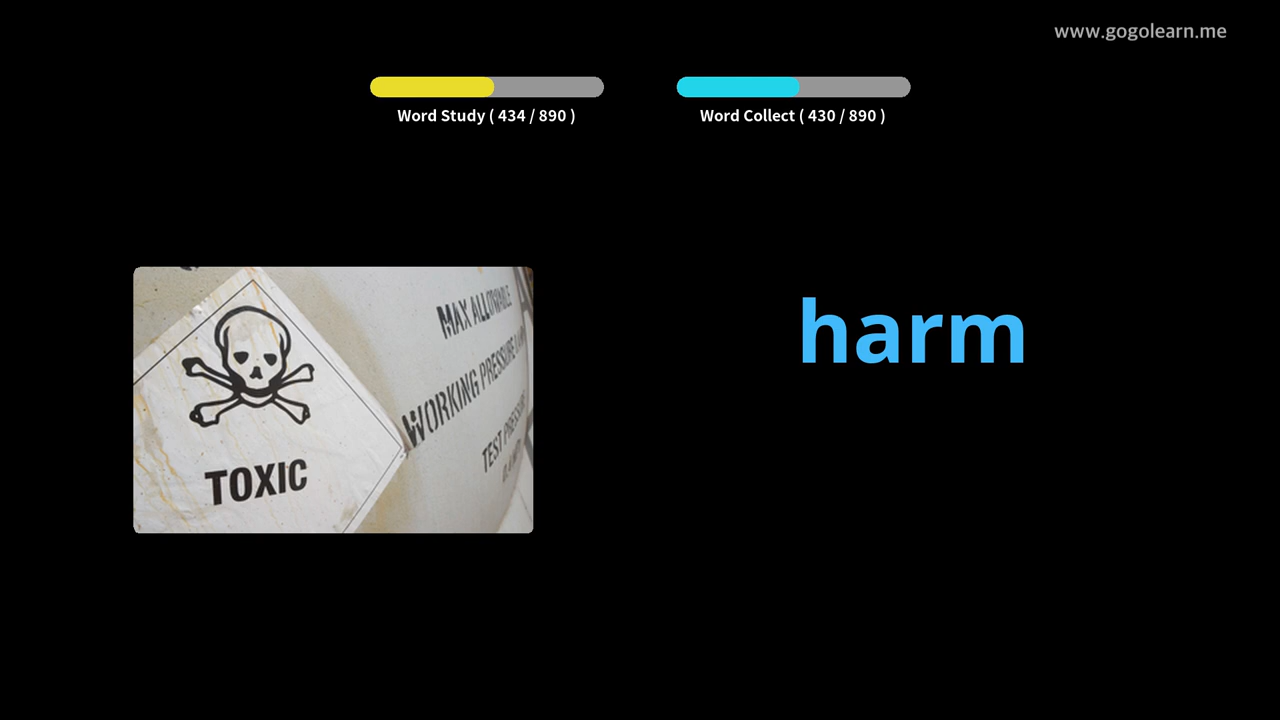 www.gogolearn.me
Word Study ( 434 / 890 )
Word Collect ( 430 / 890 )
harm
TOXIC
MAX ALLOWABLE
WORKING PRESSURE
TEST PRESSURE